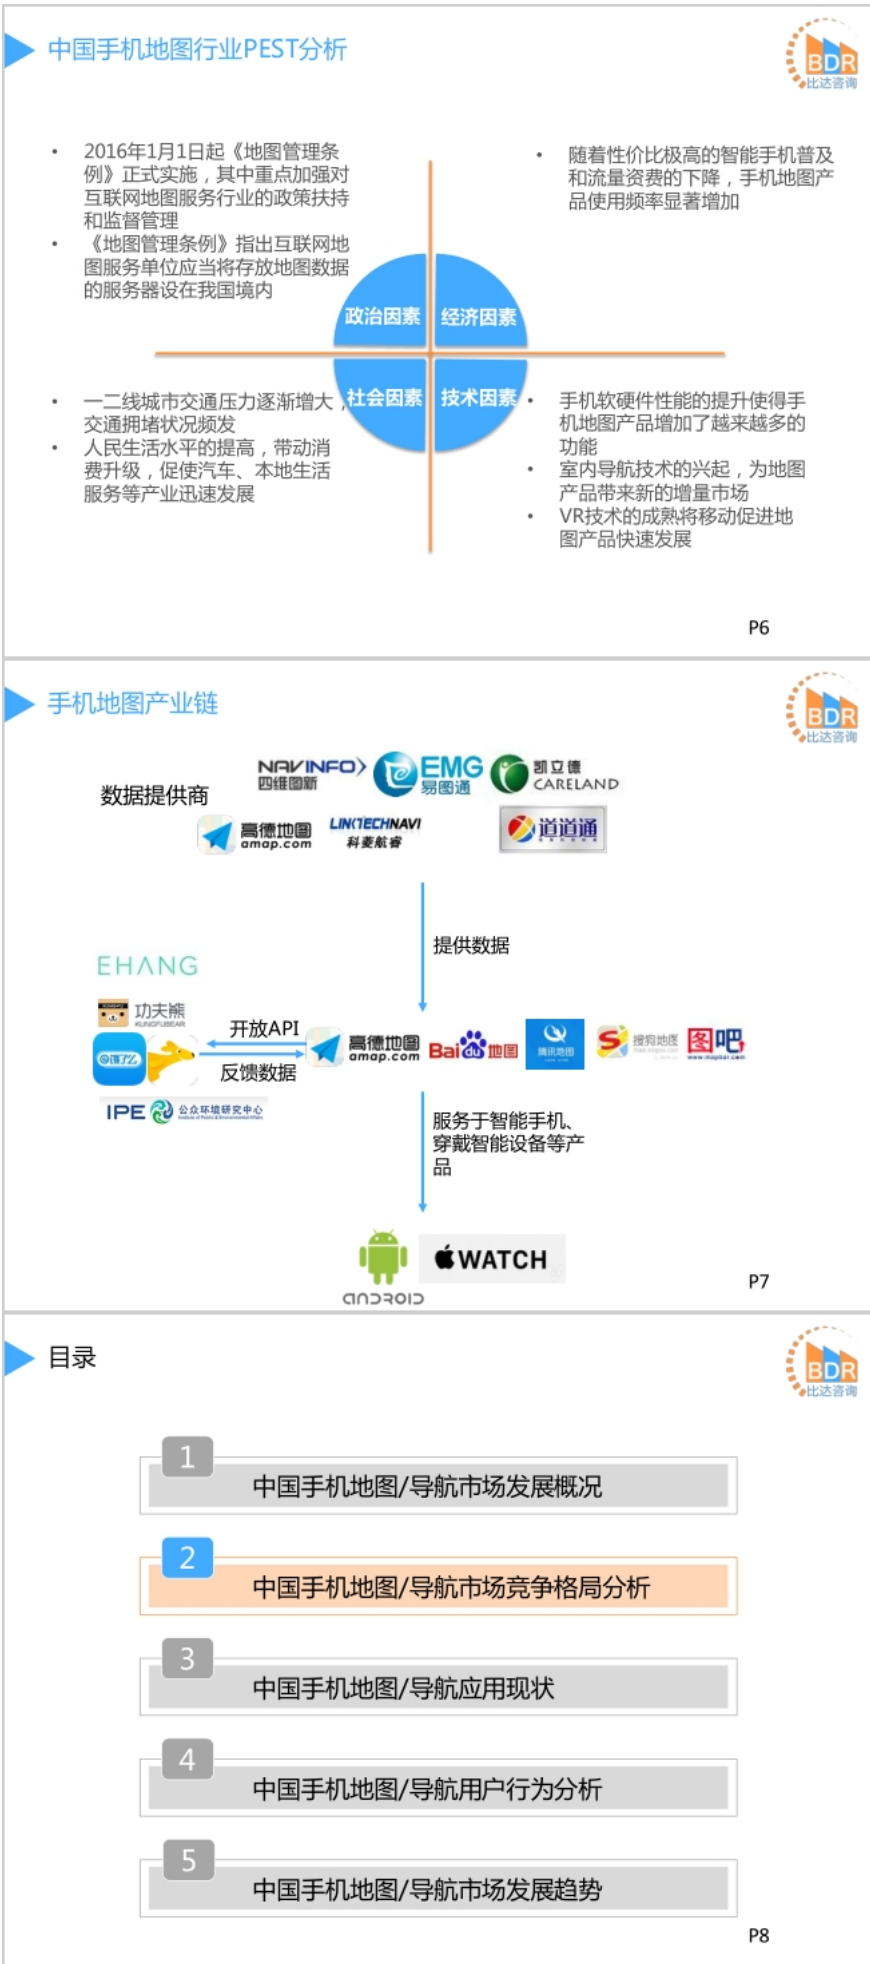 中国手机地图行业PEST分析
BDR
比达咨询
• 2016年1月1日起《地图管理条
例》正式实施，其中重点加强对
互联网地图服务行业的政策扶持
和监督管理
• 《地图管理条例》指出互联网地
图服务单位应当将存放地图数据
的服务器设在我国境内
• 随着性价比极高的智能手机普及
和流量资费的下降，手机地图产
品使用频率显著增加
政治因素
经济因素
社会因素
技术因素
• 一二线城市交通压力逐渐增大，
交通拥堵状况频发
• 人民生活水平的提高，带动消
费升级，促使汽车、本地生活
服务等产业迅速发展
• 手机软硬件性能的提升使得手
机地图产品增加了越来越多的
功能
• 室内导航技术的兴起，为地图
产品带来新的增量市场
• VR技术的成熟将移动促进地
图产品快速发展
P6
手机地图产业链
BDR
比达咨询
数据提供商
NAVINFO
四维图新
EMG
易图通
凯立德
CARELAND
高德地图
amap.com
LINKTECHNAVI
科菱航睿
道道通
提供数据
EHANG
功夫熊
KUNGFUBEAR
饿了么
开放API
反馈数据
高德地图
amap.com
Bai du 地图
腾讯地图
搜狗地图
图吧
www.mapbar.com
IPE 公众环境研究中心
Institute of Public & Environmental Affairs
服务于智能手机、
穿戴智能设备等产
品
ANDROID
WATCH
P7
目录
BDR
比达咨询
1
中国手机地图/导航市场发展概况
2
中国手机地图/导航市场竞争格局分析
3
中国手机地图/导航应用现状
4
中国手机地图/导航用户行为分析
5
中国手机地图/导航市场发展趋势
P8